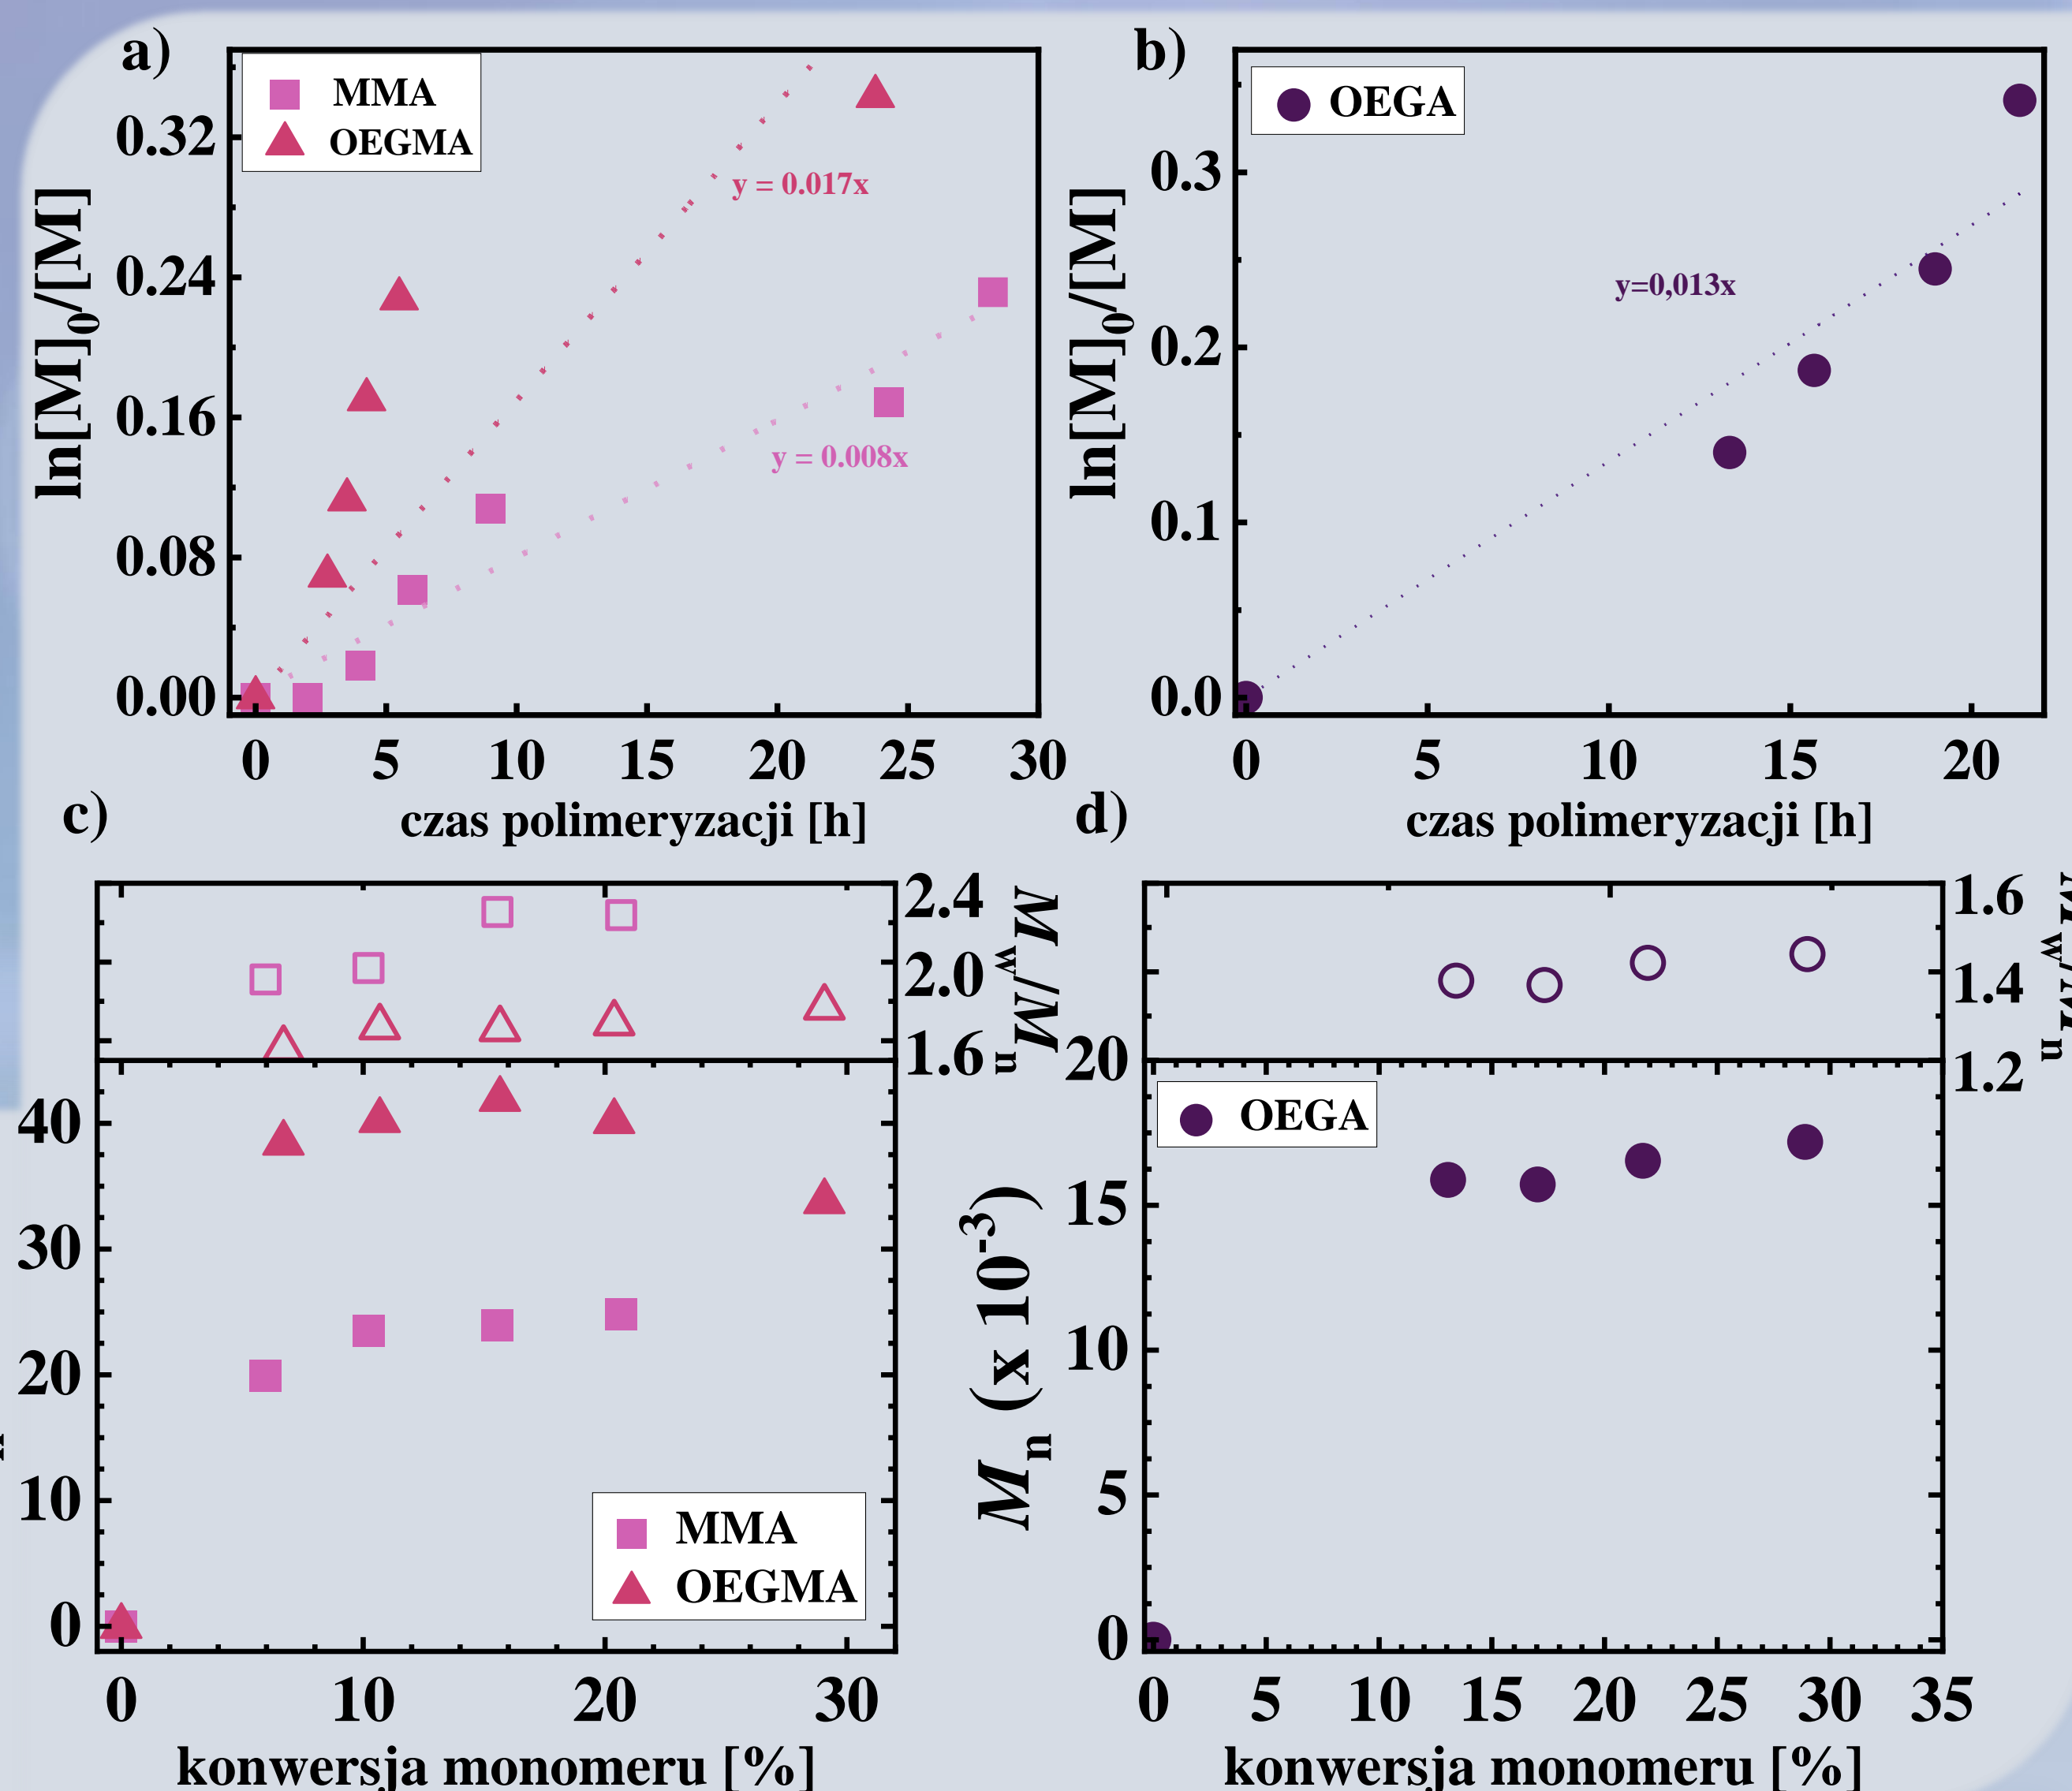 a)
MMA
OEGMA
0.32
0.24
0.16
0.08
0.00
ln[M]0/[M]
y = 0.017x
y = 0.008x
0 5 10 15 20 25 30
czas polimeryzacji [h]
b)
OEGA
0.3
0.2
0.1
0.0
ln[M]0/[M]
y=0,013x
0 5 10 15 20
czas polimeryzacji [h]
c)
2.4
2.0
1.6
Mw/Mn
40
30
20
10
0
MMA
OEGMA
0 10 20 30
konwersja monomeru [%]
d)
1.6
1.4
1.2
Mw/Mn
20
15
10
5
0
Mn (x 10-3)
OEGA
0 5 10 15 20 25 30 35
konwersja monomeru [%]